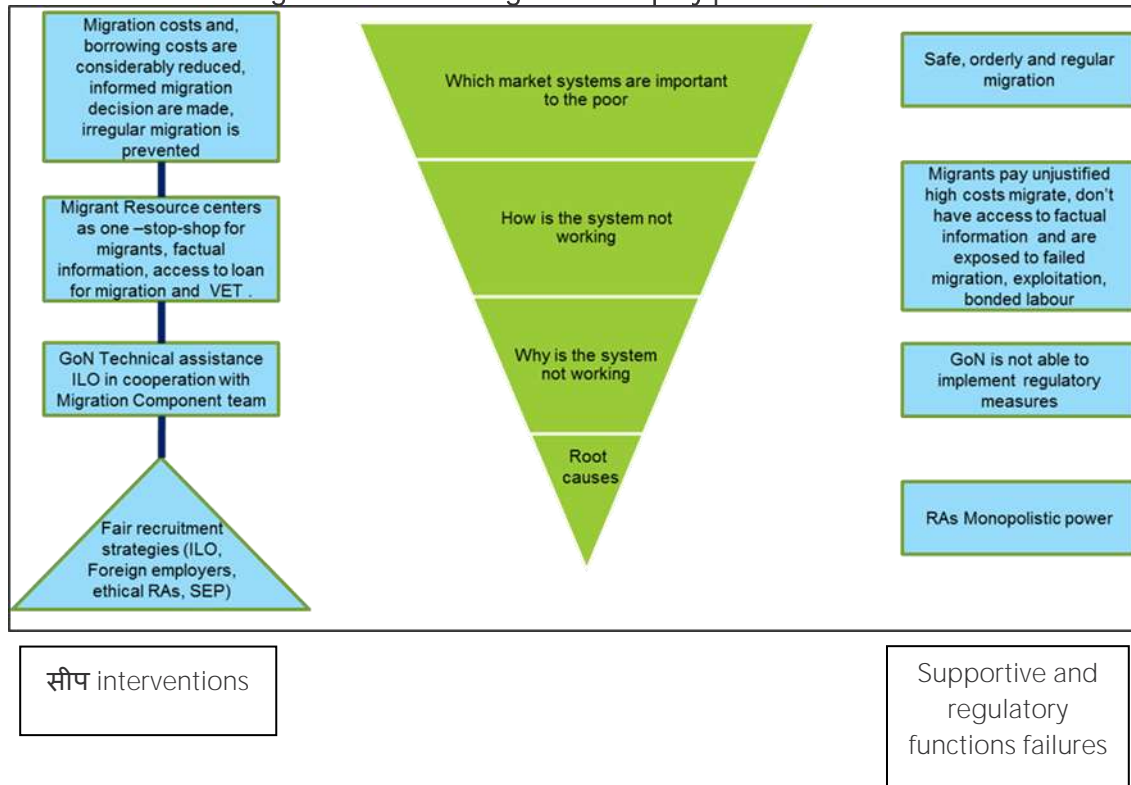 Migration costs and,
borrowing costs are
considerably reduced,
informed migration
decision are made,
irregular migration is
prevented
Migrant Resource centers
as one –stop-shop for
migrants, factual
information, access to loan
for migration and VET .
GoN Technical assistance
ILO in cooperation with
Migration Component team
Fair recruitment
strategies (ILO,
Foreign employers,
ethical RAs, SEP)
Which market systems are important
to the poor
How is the system not
working
Why is the system
not working
Root
causes
Safe, orderly and regular
migration
Migrants pay unjustified
high costs migrate, don't
have access to factual
information and are
exposed to failed
migration, exploitation,
bonded labour
GoN is not able to
implement regulatory
measures
RAs Monopolistic power
सीप interventions
Supportive and
regulatory
functions failures